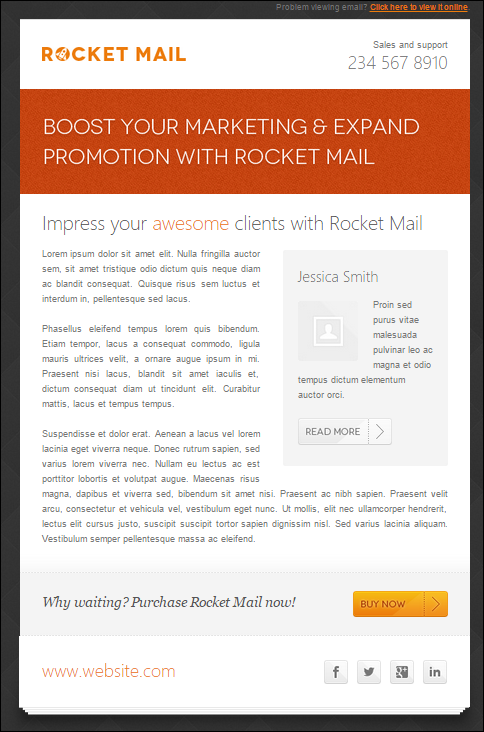 Problem viewing email? Click here to view it online.
ROCKET MAIL
Sales and support
234 567 8910
BOOST YOUR MARKETING & EXPAND
PROMOTION WITH ROCKET MAIL
Impress your awesome clients with Rocket Mail
Lorem ipsum dolor sit amet elit. Nulla fringilla auctor
sem, sit amet tristique odio dictum quis neque diam
ac blandit consequat. Quisque risus sem luctus et
interdum in, pellentesque sed lacus.
Phasellus eleifend tempus lorem quis bibendum.
Etiam tempor, lacus a consequat commodo, ligula
mauris ultrices velit, a ornare augue ipsum in mi.
Praesent nisi lacus, blandit sit amet iaculis et,
dictum consequat diam ut tincidunt elit. Curabitur
mattis, lacus et tempus tempus.
Suspendisse et dolor erat. Aenean a lacus vel lorem
lacinia eget viverra neque. Donec rutrum sapien, sed
varius lorem viverra nec. Nullam eu lectus ac est
porttitor lobortis et volutpat augue. Maecenas risus
magna, dapibus et viverra sed, bibendum sit amet nisi. Praesent ac nibh sapien. Praesent velit
arcu, consectetur et vehicula vel, vestibulum eget nunc. Ut mollis, elit nec ullamcorper hendrerit,
lectus elit cursus justo, suscipit suscipit tortor sapien dignissim nisl. Sed varius lacinia aliquam.
Vestibulum semper pellentesque massa ac eleifend.
Jessica Smith
Proin sed
purus vitae
malesuada
pulvinar leo ac
magna et odio
tempus dictum elementum
auctor orci.
READ MORE
Why waiting? Purchase Rocket Mail now!
BUY NOW
www.website.com